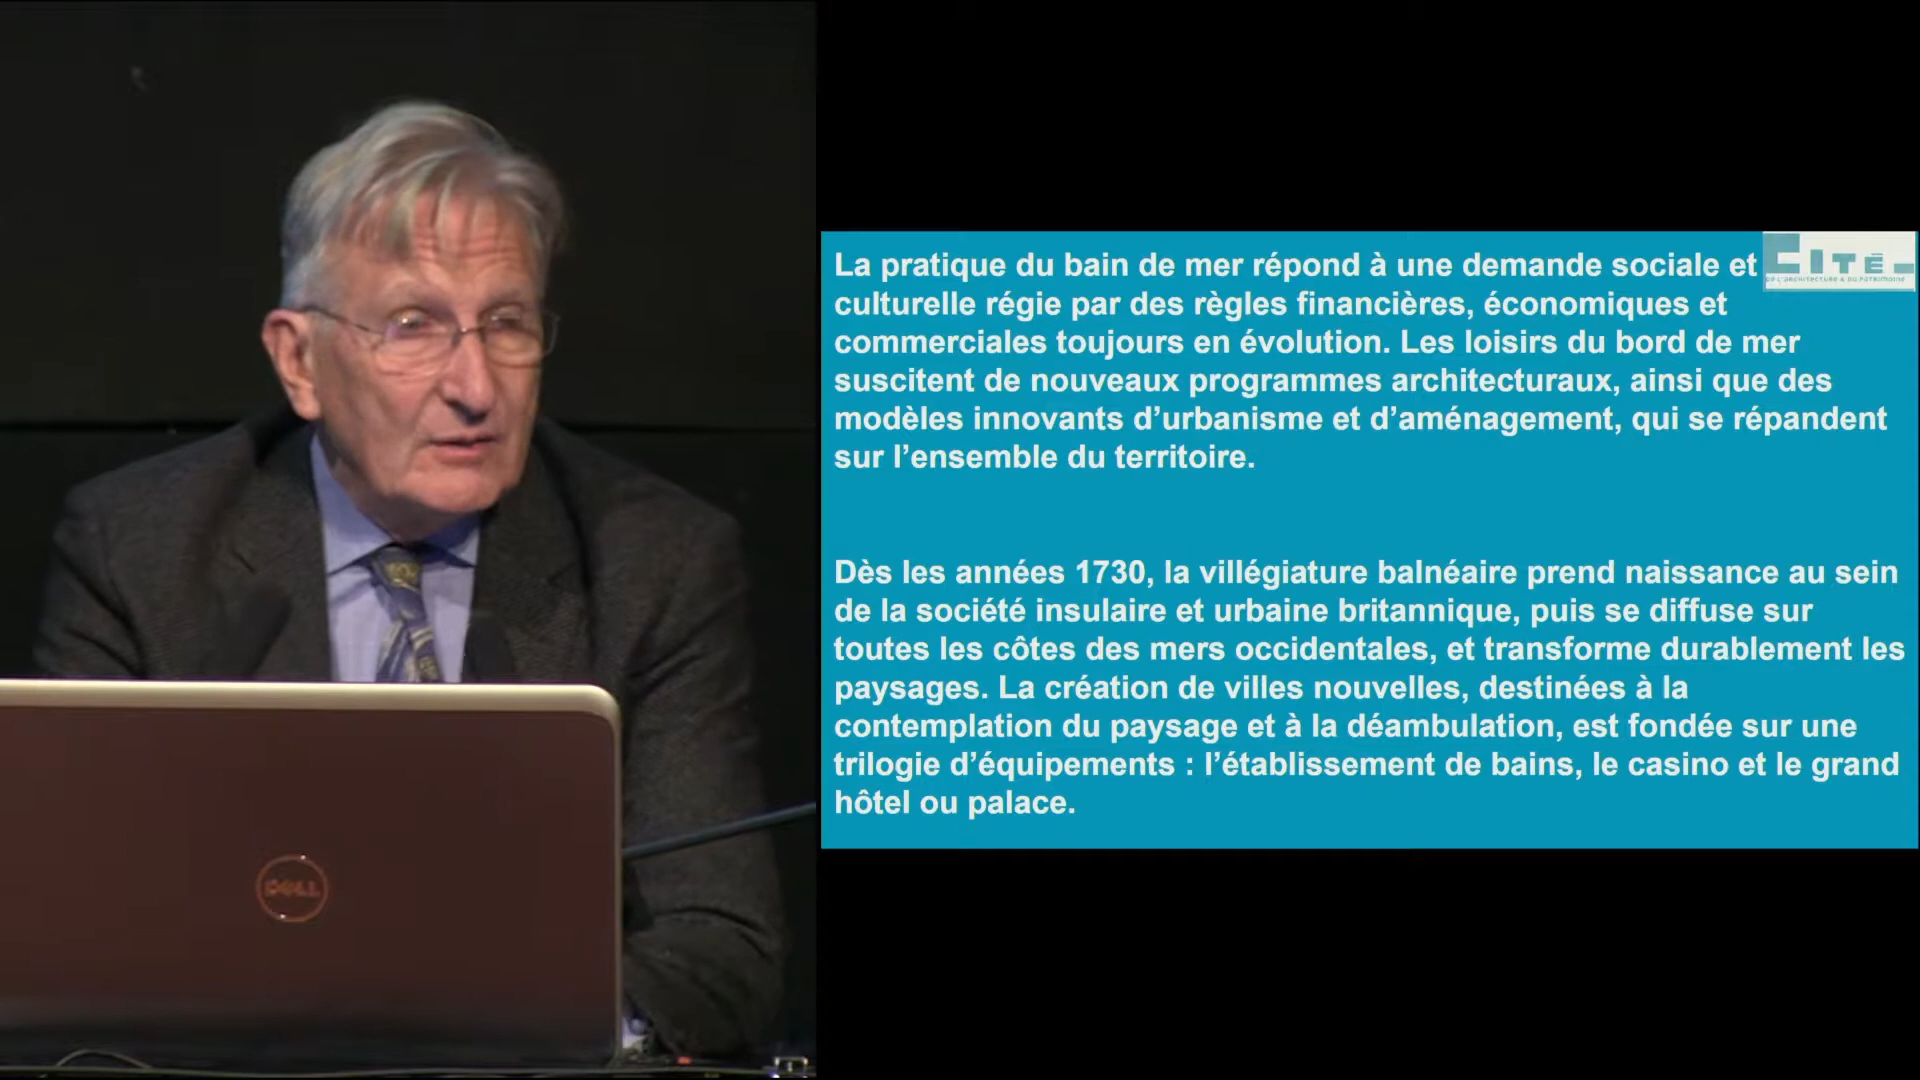 La pratique du bain de mer répond à une demande sociale et
culturelle régie par des règles financières, économiques et
commerciales toujours en évolution. Les loisirs du bord de mer
suscitent de nouveaux programmes architecturaux, ainsi que des
modèles innovants d’urbanisme et d’aménagement, qui se répandent
sur l’ensemble du territoire.
Dès les années 1730, la villégiature balnéaire prend naissance au sein
de la société insulaire et urbaine britannique, puis se diffuse sur
toutes les côtes des mers occidentales, et transforme durablement les
paysages. La création de villes nouvelles, destinées à la
contemplation du paysage et à la déambulation, est fondée sur une
trilogie d’équipements : l’établissement de bains, le casino et le grand
hôtel ou palace.
CITÉ
DE L'ARCHITECTURE & DU PATRIMOINE
DELL